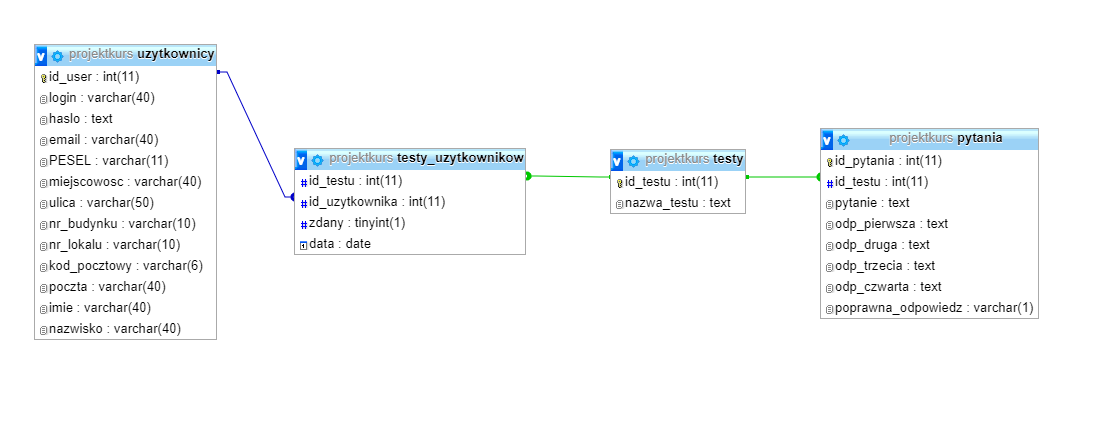 projektkurs uzytkownicy
id_user : int(11)
login : varchar(40)
haslo : text
email : varchar(40)
PESEL : varchar(11)
miejscowosc : varchar(40)
ulica : varchar(50)
nr_budynku : varchar(10)
nr_lokalu : varchar(10)
kod_pocztowy : varchar(6)
poczta : varchar(40)
imie : varchar(40)
nazwisko : varchar(40)
projektkurs testy_uzytkownikow
id_testu : int(11)
id_uzytkownika : int(11)
zdany : tinyint(1)
data : date
projektkurs testy
id_testu : int(11)
nazwa_testu : text
projektkurs pytania
id_pytania : int(11)
id_testu : int(11)
pytanie : text
odp_pierwsza : text
odp_druga : text
odp_trzecia : text
odp_czwarta : text
poprawna_odpowiedz : varchar(1)